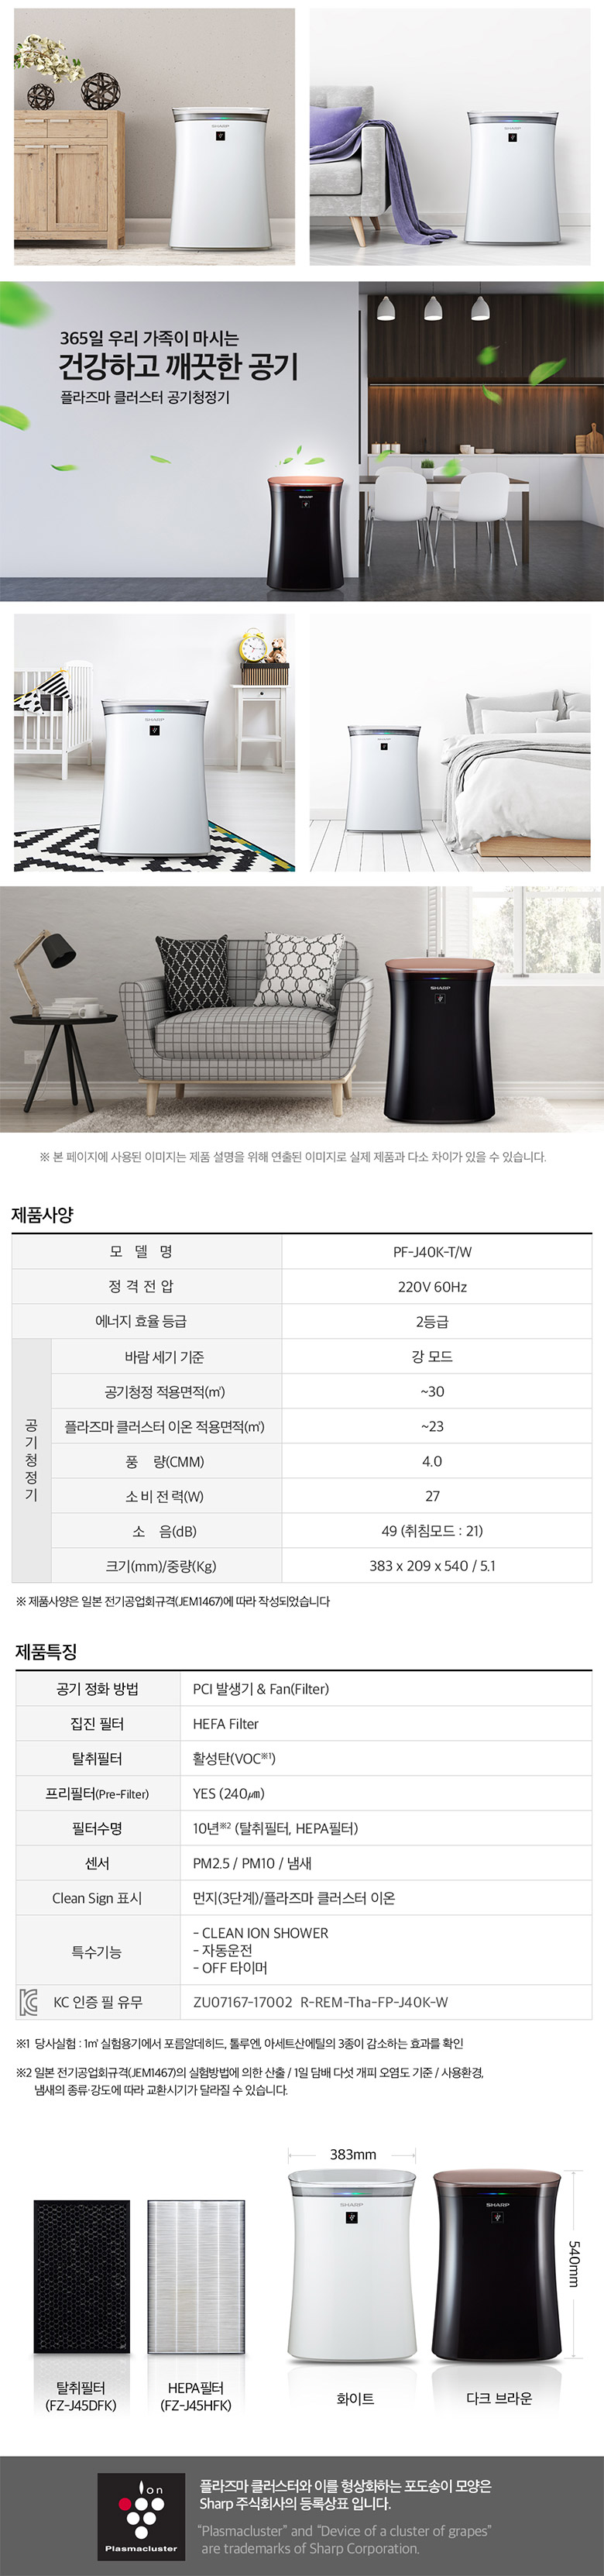 SHARP
SHARP
365일 우리 가족이 마시는
건강하고 깨끗한 공기
플라즈마 클러스터 공기청정기
SHARP
SHARP
SHARP
SHARP
※ 본 페이지에 사용된 이미지는 제품 설명을 위해 연출된 이미지로 실제 제품과 다소 차이가 있을 수 있습니다.
제품사양
모 델 명 PF-J40K-T/W
정 격 전 압 220V 60Hz
에너지 효율 등급 2등급
공기청정기
바람 세기 기준 강 모드
공기청정 적용면적(㎡) ~30
플라즈마 클러스터 이온 적용면적(㎡) ~23
풍 량(CMM) 4.0
소 비 전 력(W) 27
소 음(dB) 49 (취침모드 : 21)
크기(mm)/중량(Kg) 383 x 209 x 540 / 5.1
※ 제품사양은 일본 전기공업회규격(JEM1467)에 따라 작성되었습니다
제품특징
공기 정화 방법 PCI 발생기 & Fan(Filter)
집진 필터 HEFA Filter
탈취필터 활성탄(VOC※1)
프리필터(Pre-Filter) YES (240㎛)
필터수명 10년※2 (탈취필터, HEPA필터)
센서 PM2.5 / PM10 / 냄새
Clean Sign 표시 먼지(3단계)/플라즈마 클러스터 이온
특수기능 - CLEAN ION SHOWER
- 자동운전
- OFF 타이머
KC 인증 필 유무 ZU07167-17002 R-REM-Tha-FP-J40K-W
※1 당사실험 : 1㎥ 실험용기에서 포름알데히드, 톨루엔, 아세트산에틸의 3종이 감소하는 효과를 확인
※2 일본 전기공업회규격(JEM1467)의 실험방법에 의한 산출 / 1일 담배 다섯 개피 오염도 기준 / 사용환경,
냄새의 종류·강도에 따라 교환시기가 달라질 수 있습니다.
383mm
SHARP
SHARP
540mm
탈취필터
(FZ-J45DFK)
HEPA필터
(FZ-J45HFK)
화이트
다크 브라운
Ion
Plasmacluster
플라즈마 클러스터와 이를 형상화하는 포도송이 모양은
Sharp 주식회사의 등록상표 입니다.
"Plasmacluster" and "Device of a cluster of grapes"
are trademarks of Sharp Corporation.